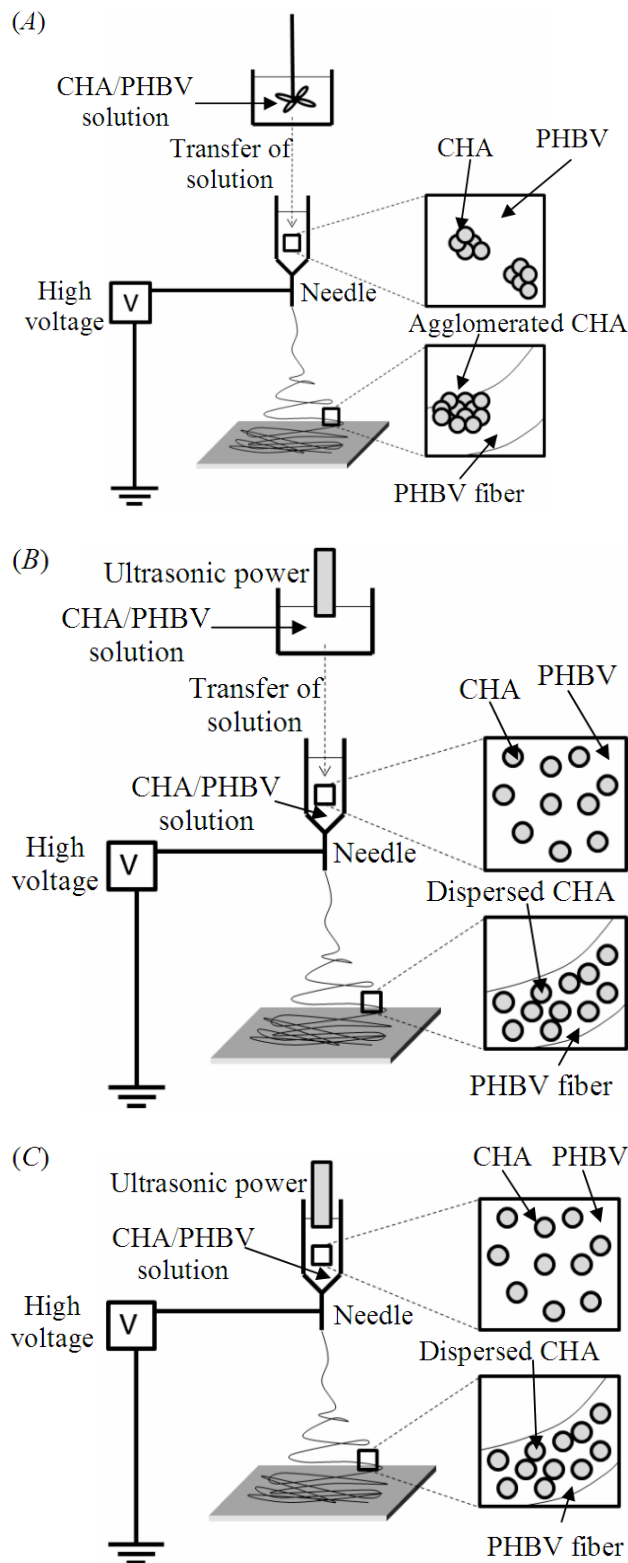 (A)
CHA/PHBV
solution
Transfer of
solution
CHA
PHBV
High
voltage
V
Needle
Agglomerated CHA
PHBV fiber
(B)
Ultrasonic power
CHA/PHBV
solution
Transfer of
solution
CHA
PHBV
CHA/PHBV
solution
High
voltage
V
Needle
Dispersed CHA
PHBV fiber
(C)
Ultrasonic power
CHA
PHBV
CHA/PHBV
solution
High
voltage
V
Needle
Dispersed CHA
PHBV fiber